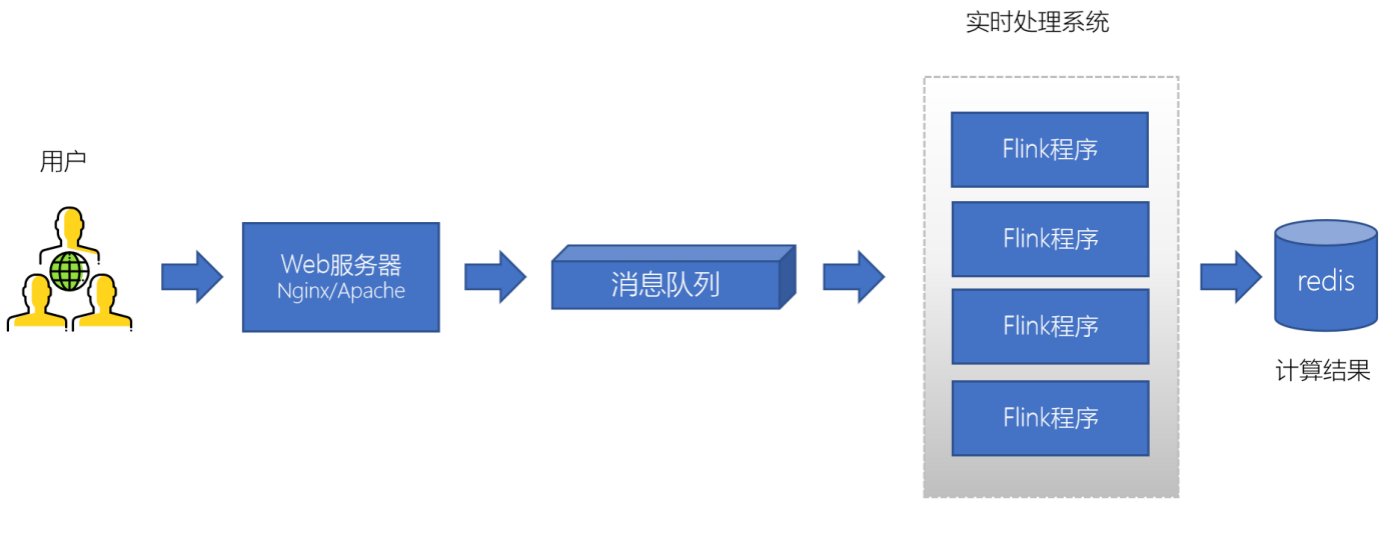 实时处理系统
用户
Web服务器
Nginx/Apache
消息队列
Flink程序
Flink程序
Flink程序
Flink程序
redis
计算结果